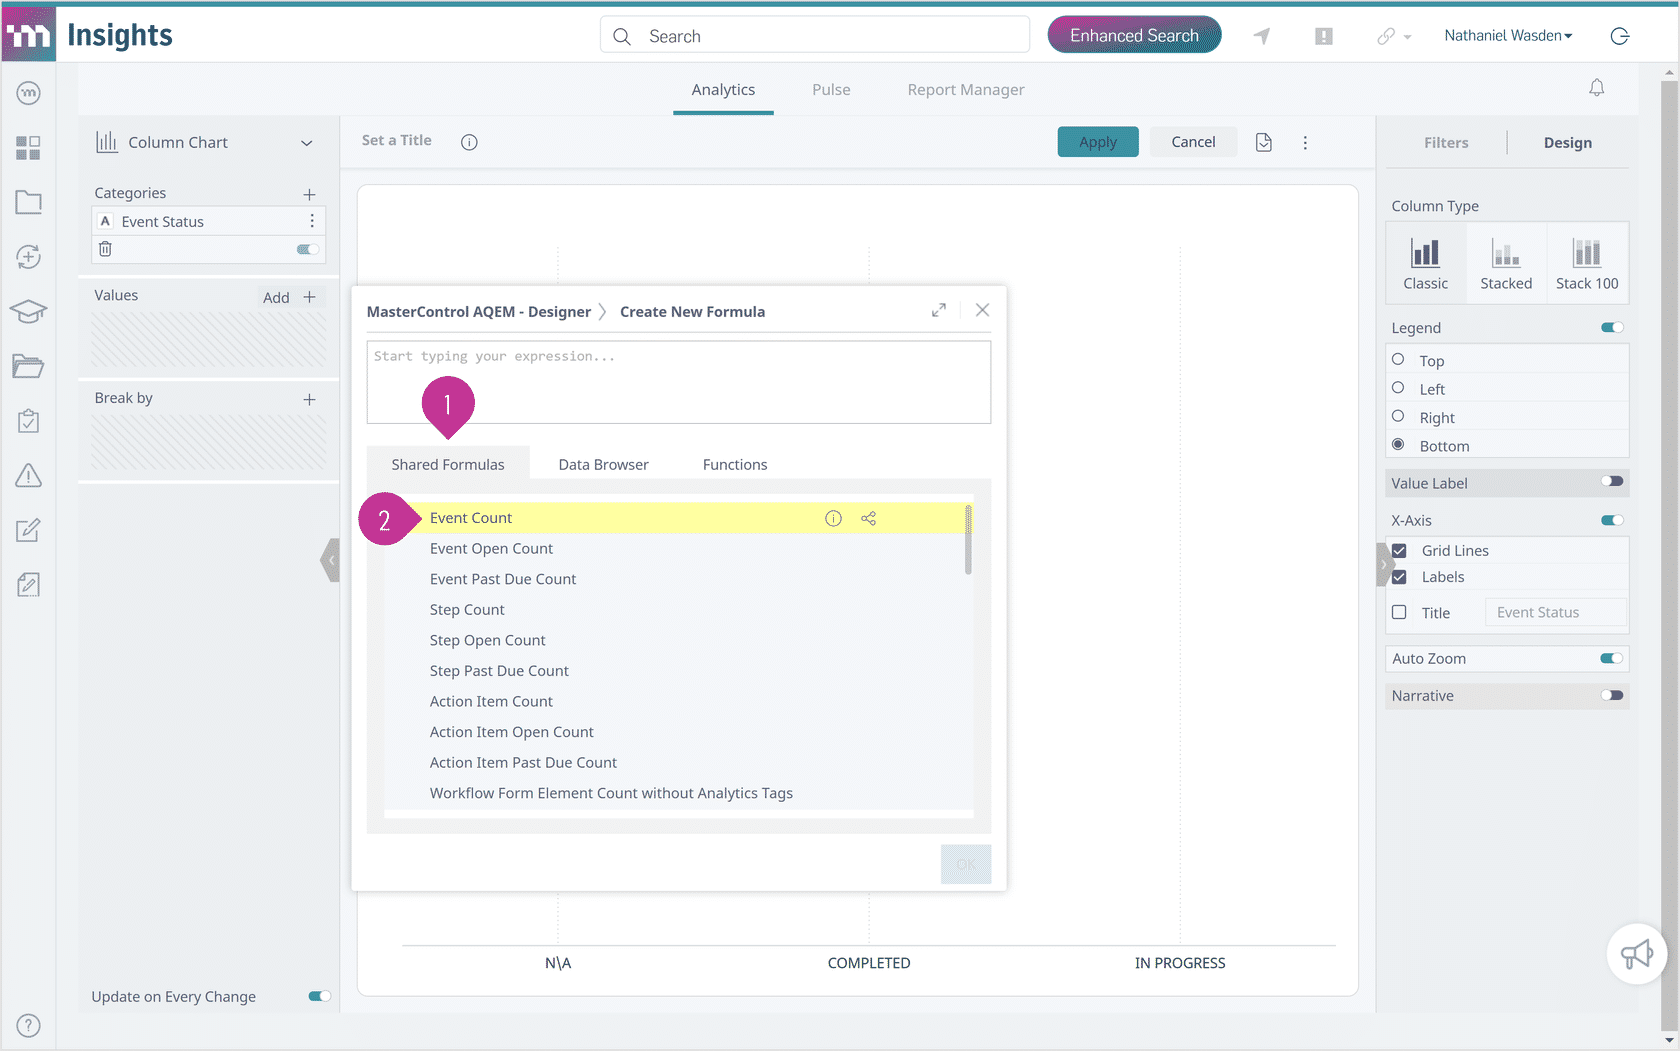 Insights
Search
Enhanced Search
Nathaniel Wasden
Analytics
Pulse
Report Manager
Column Chart
Set a Title
Apply
Cancel
Filters
Design
Categories
A Event Status
Values
Add
Break by
Update on Every Change
MasterControl AQEM - Designer
Create New Formula
Start typing your expression...
1
Shared Formulas
Data Browser
Functions
2
Event Count
Event Open Count
Event Past Due Count
Step Count
Step Open Count
Step Past Due Count
Action Item Count
Action Item Open Count
Action Item Past Due Count
Workflow Form Element Count without Analytics Tags
OK
N\A
COMPLETED
IN PROGRESS
Column Type
Classic
Stacked
Stack 100
Legend
Top
Left
Right
Bottom
Value Label
X-Axis
Grid Lines
Labels
Title
Event Status
Auto Zoom
Narrative